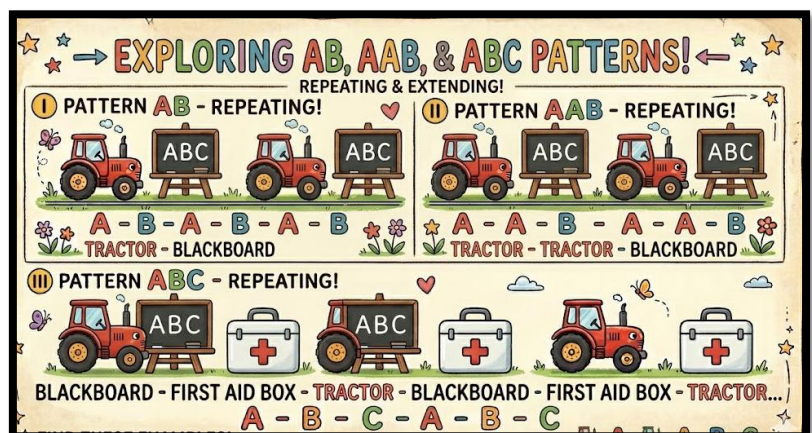 EXPLORING AB, AAB, & ABC PATTERNS!
REPEATING & EXTENDING!
I PATTERN AB - REPEATING!
ABC ABC
A - B - A - B - A - B
TRACTOR - BLACKBOARD
II PATTERN AAB - REPEATING!
ABC ABC
A - A - B - A - A - B
TRACTOR - TRACTOR - BLACKBOARD
III PATTERN ABC - REPEATING!
ABC ABC
BLACKBOARD - FIRST AID BOX - TRACTOR - BLACKBOARD - FIRST AID BOX - TRACTOR...
A - B - C - A - B - C